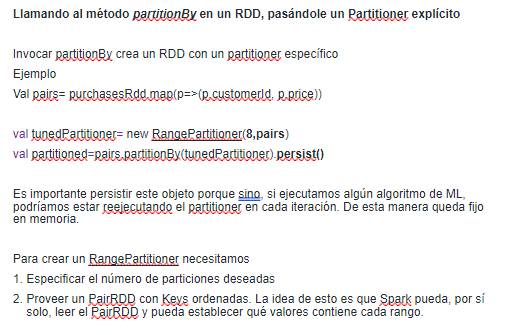 Llamando al método partitionBy en un RDD, pasándole un Partitioner explícito
Invocar partitionBy crea un RDD con un partitioner específico
Ejemplo
Val pairs= purchasesRdd.map(p=>(p.customerId, p.price))
val tunedPartitioner= new RangePartitioner(8,pairs)
val partitioned=pairs.partitionBy(tunedPartitioner).persist()
Es importante persistir este objeto porque sino, si ejecutamos algún algoritmo de ML,
podríamos estar reejecutando el partitioner en cada iteración. De esta manera queda fijo
en memoria.
Para crear un RangePartitioner necesitamos
1. Especificar el número de particiones deseadas
2. Proveer un PairRDD con Keys ordenadas. La idea de esto es que Spark pueda, por sí
solo, leer el PairRDD y pueda establecer qué valores contiene cada rango.